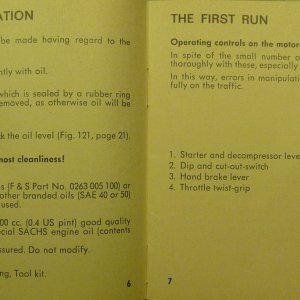 ATION
be made having regard to the
ntly with oil.
which is sealed by a rubber ring
emoved, as otherwise oil will be
ck the oil level (Fig. 121, page 21).
most cleanliness!
s (F & S Part No. 0263 005 100) or
other branded oils (SAE 40 or 50)
used.
00 cc. (0.4 US pint) good quality
cial SACHS engine oil (contents
ssured. Do not modify.
ng, Tool kit.
6
THE FIRST RUN
Operating controls on the motor
In spite of the small number o
thoroughly with these, especially
In this way, errors in manipulati
fully on the traffic.
1. Starter and decompressor leve
2. Dip and cut-out-switch
3. Hand brake lever
4. Throttle twist-grip
7